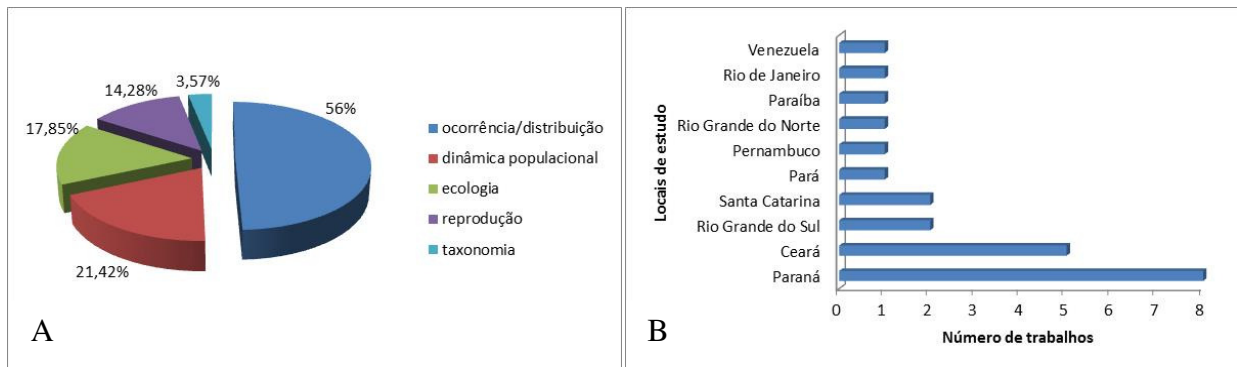 3,57%
14,28%
56%
17,85%
21,42%
ocorrência/distribuição
dinâmica populacional
ecologia
reprodução
taxonomia
A
Locais de estudo
Venezuela
Rio de Janeiro
Paraíba
Rio Grande do Norte
Pernambuco
Pará
Santa Catarina
Rio Grande do Sul
Ceará
Paraná
0 1 2 3 4 5 6 7 8
Número de trabalhos
B